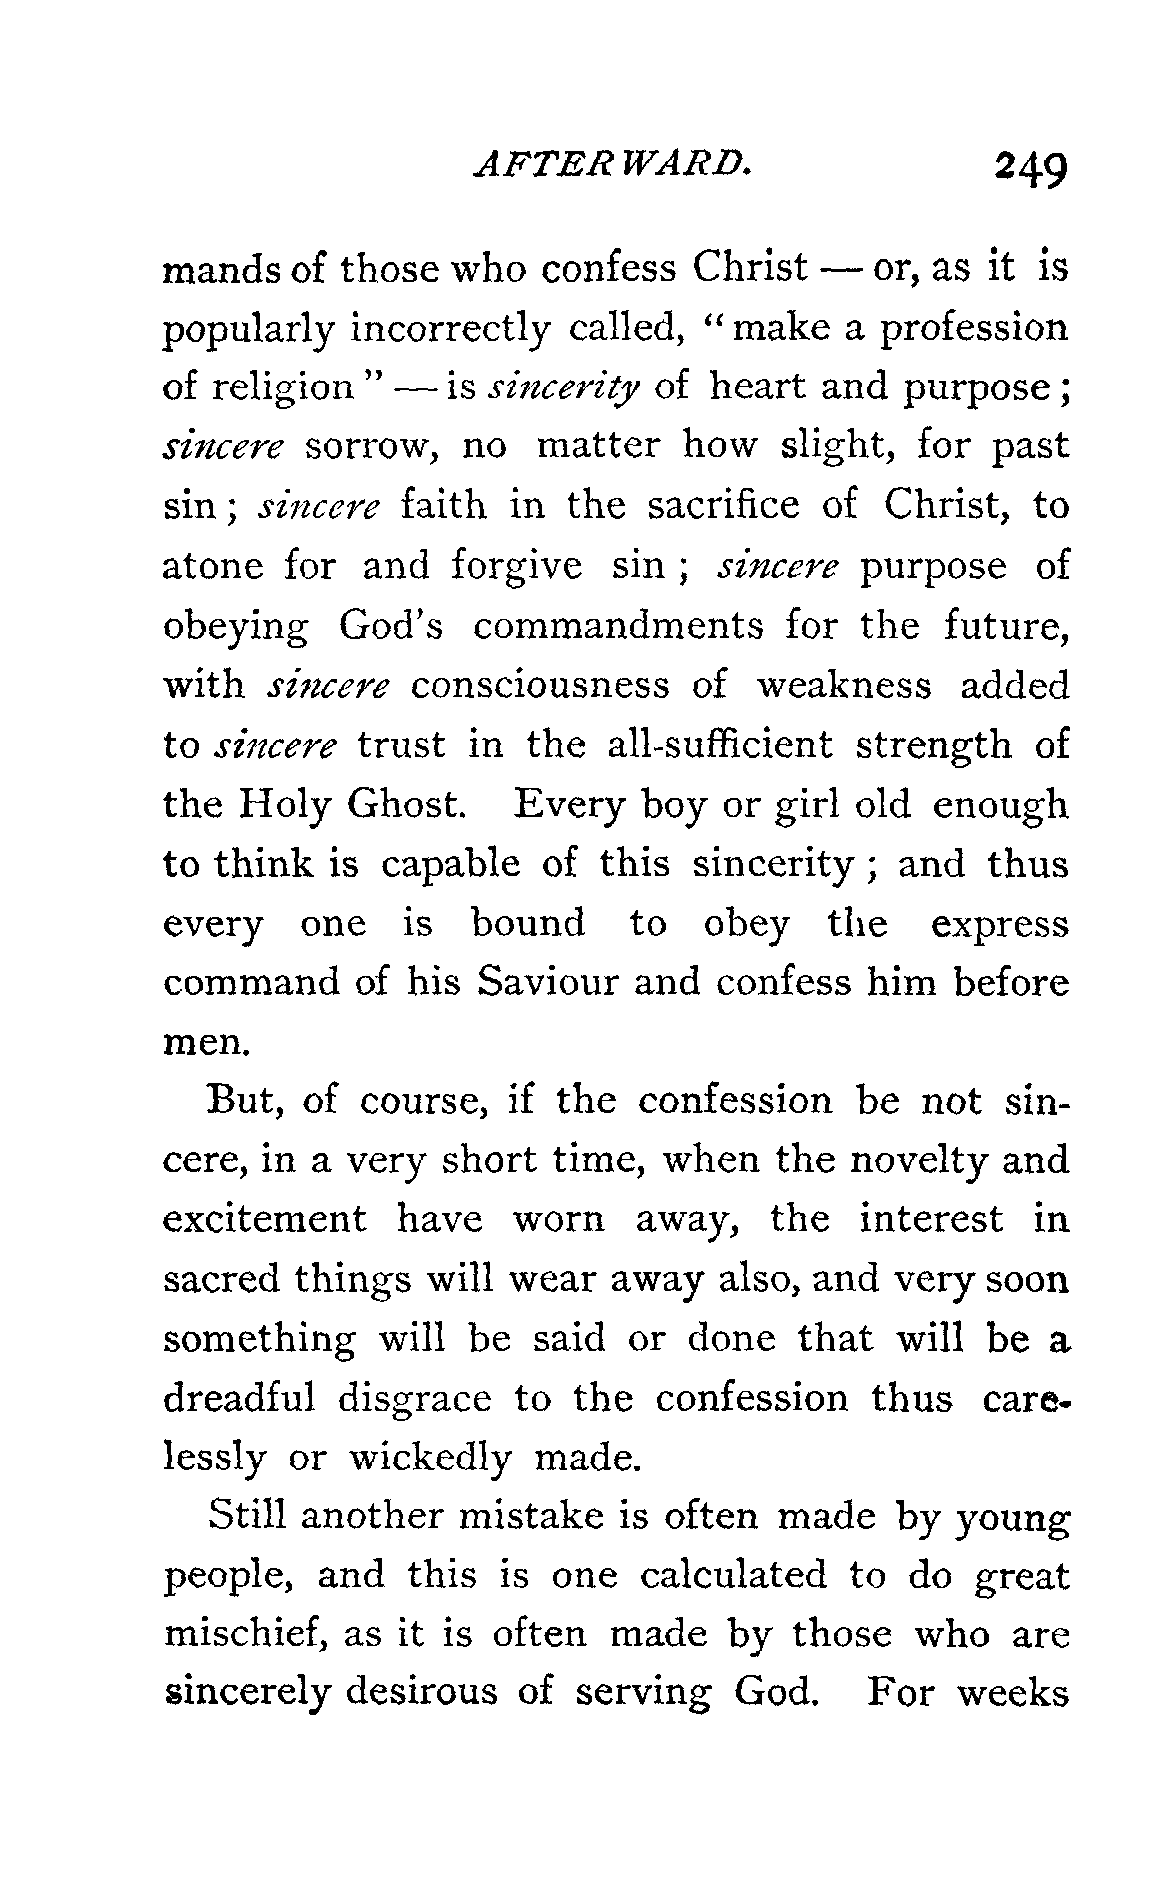 AFTERWARD. 249
mands of those who confess Christ — or, as it is
popularly incorrectly called, “ make a profession
of religion ” — is sincerity of heart and purpose ;
sincere sorrow, no matter how slight, for past
sin ; sincere faith in the sacrifice of Christ, to
atone for and forgive sin ; sincere purpose of
obeying God's commandments for the future,
with sincere consciousness of weakness added
to sincere trust in the all-sufficient strength of
the Holy Ghost. Every boy or girl old enough
to think is capable of this sincerity ; and thus
every one is bound to obey the express
command of his Saviour and confess him before
men.
But, of course, if the confession be not sin-
cere, in a very short time, when the novelty and
excitement have worn away, the interest in
sacred things will wear away also, and very soon
something will be said or done that will be a
dreadful disgrace to the confession thus care-
lessly or wickedly made.
Still another mistake is often made by young
people, and this is one calculated to do great
mischief, as it is often made by those who are
sincerely desirous of serving God. For weeks